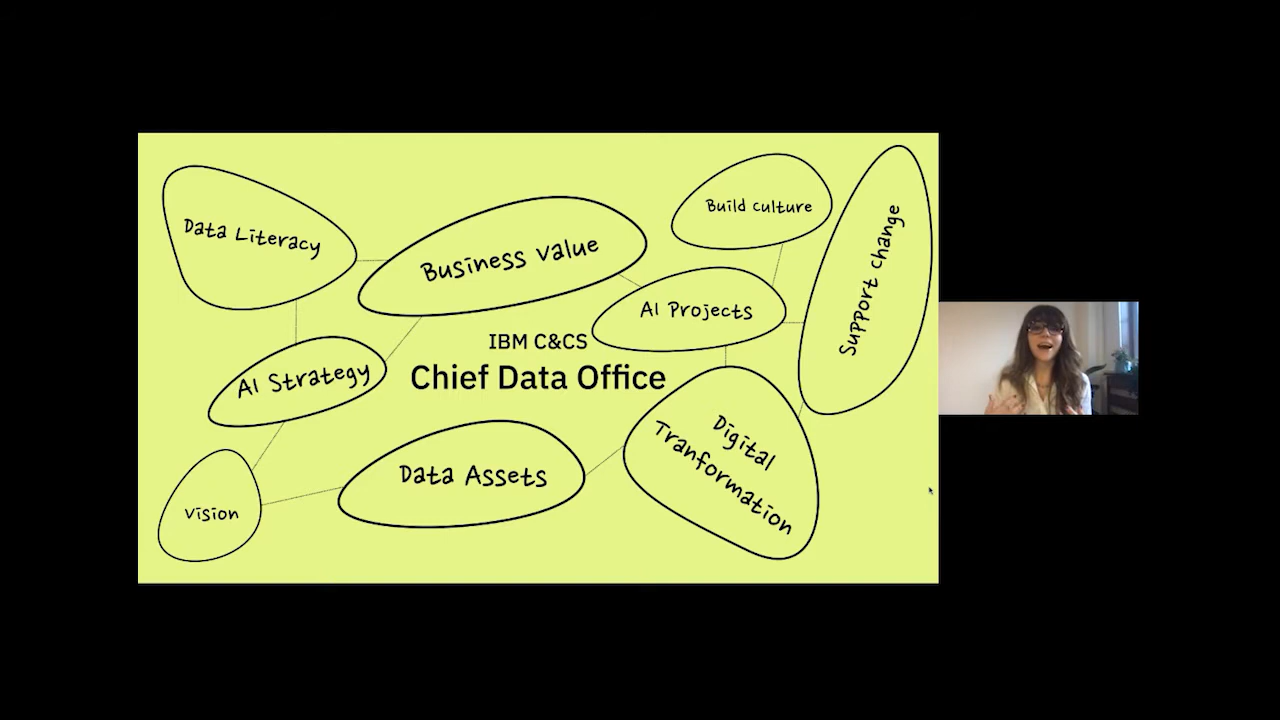 Data Literacy
Business value
Build culture
Support change
AI Projects
IBM C&CS
Chief Data Office
AI Strategy
Digital
Tranformation
Data Assets
Vision